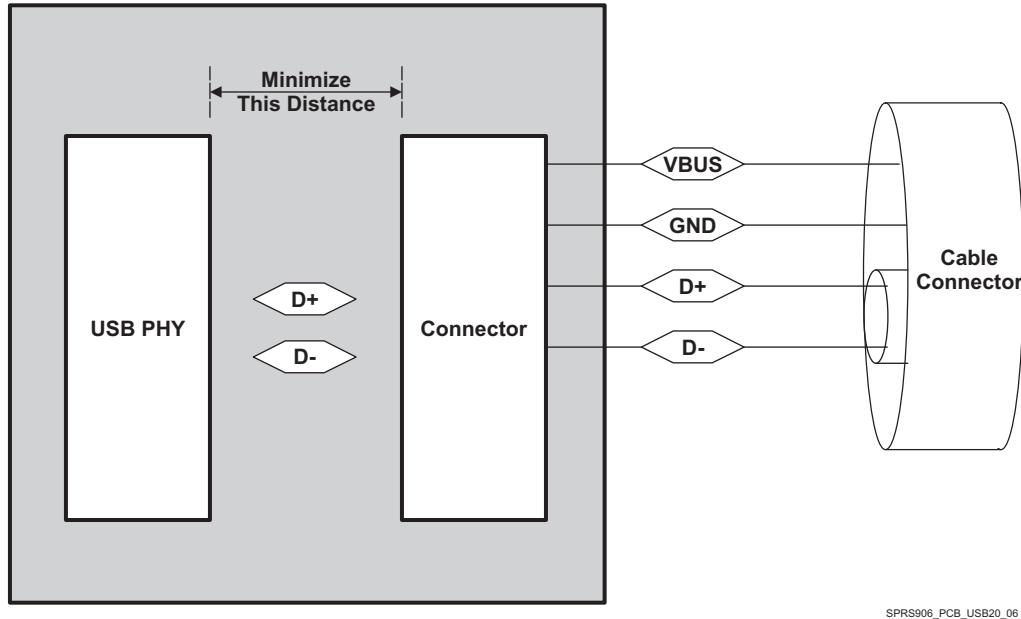 Minimize
This Distance
USB PHY
D+
D-
Connector
VBUS
GND
D+
D-
Cable
Connector
SPRS906_PCB_USB20_06